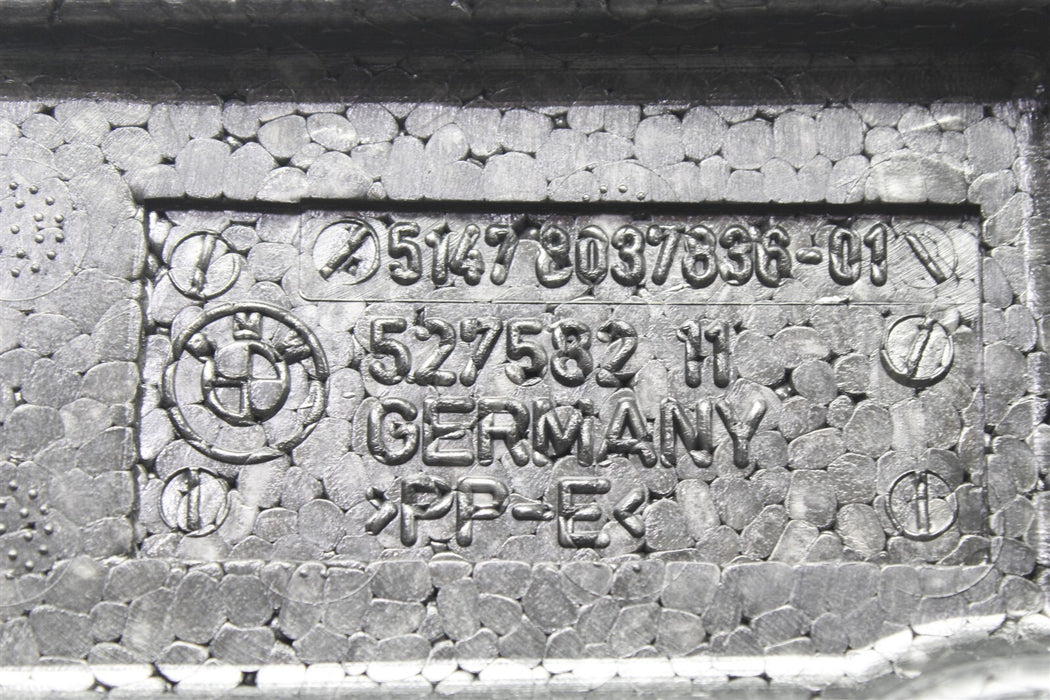 5147 8037836-01
527582 11
GERMANY
>PP-E<